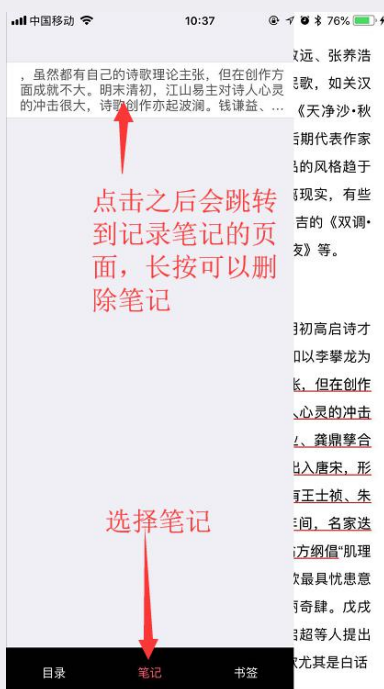 中国移动 10:37 76%
，虽然都有自己的诗歌理论主张，但在创作方
面成就不大。明末清初，江山易主对诗人心灵
的冲击很大，诗歌创作亦起波澜。钱谦益、...
点击之后会跳转
到记录笔记的页
面，长按可以删
除笔记
选择笔记
目录 笔记 书签
远、张养浩
歌，如关汉
《天净沙•秋
期代表作家
的风格趋于
现实，有些
吉的《双调•
夜》等。
初高启诗才
以李攀龙为
，但在创作
心灵的冲击
、龚鼎孳合
入唐宋，形
王士祯、朱
间，名家迭
方纲倡“肌理
最具忧患意
奇肆。戊戌
超等人提出
尤其是白话